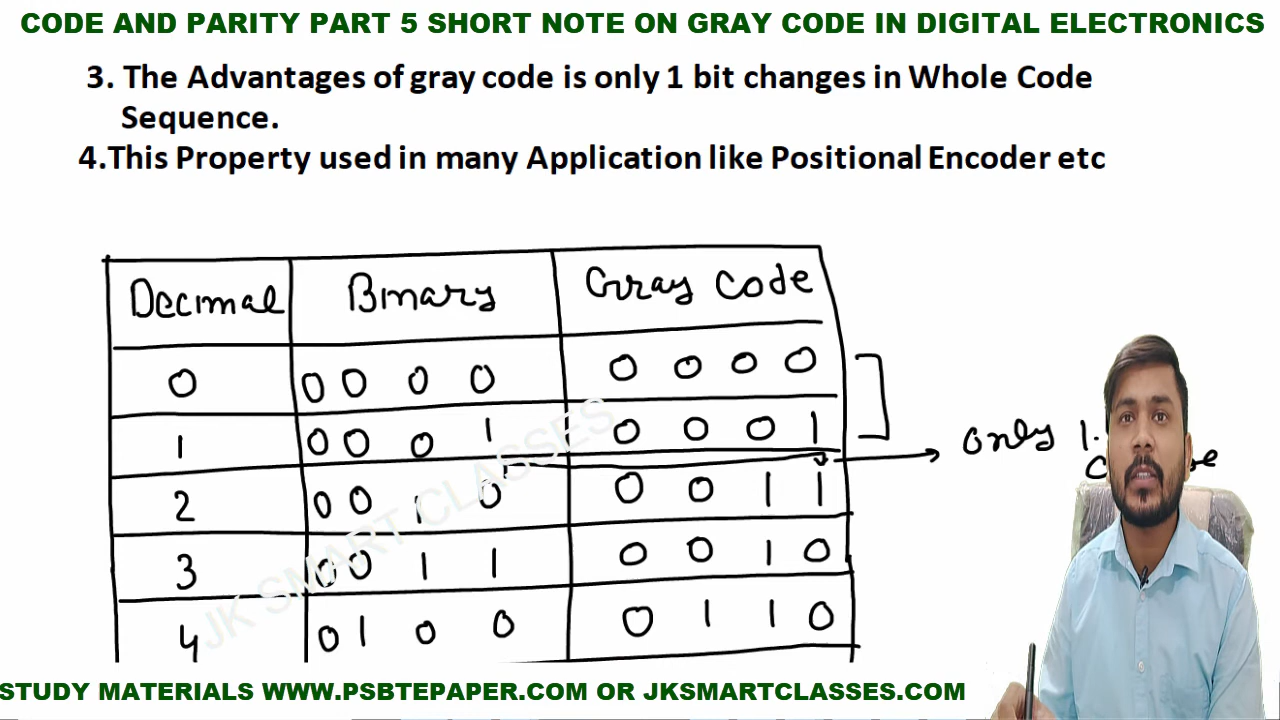 CODE AND PARITY PART 5 SHORT NOTE ON GRAY CODE IN DIGITAL ELECTRONICS
3. The Advantages of gray code is only 1 bit changes in Whole Code
Sequence.
4.This Property used in many Application like Positional Encoder etc
Decimal Binary Gray Code
0 0 0 0 0 0 0 0 0
1 0 0 0 1 0 0 0 1
only 1
2 0 0 1 0 0 0 1 1
3 0 0 1 1 0 0 1 0
4 0 1 0 0 0 1 1 0
JK SMART CLASSES
STUDY MATERIALS WWW.PSBTEPAPER.COM OR JKSMARTCLASSES.COM